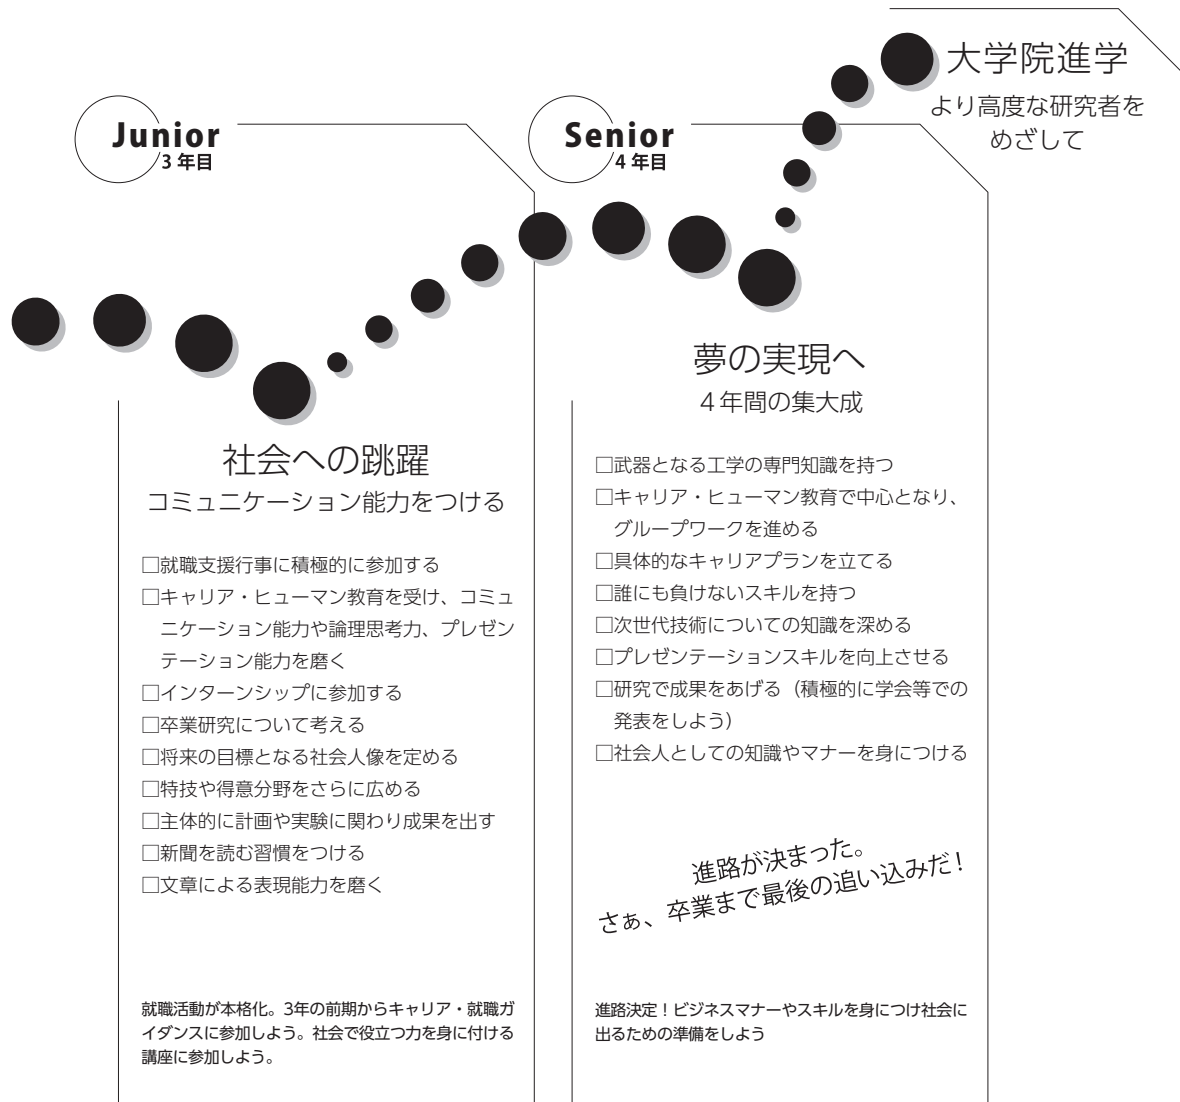 Junior
3 年目
社会への跳躍
コミュニケーション能力をつける
□就職支援行事に積極的に参加する
□キャリア・ヒューマン教育を受け、コミュ
ニケーション能力や論理思考力、プレゼン
テーション能力を磨く
□インターンシップに参加する
□卒業研究について考える
□将来の目標となる社会人像を定める
□特技や得意分野をさらに広める
□主体的に計画や実験に関わり成果を出す
□新聞を読む習慣をつける
□文章による表現能力を磨く
就職活動が本格化。3年の前期からキャリア・就職ガ
イダンスに参加しよう。社会で役立つ力を身に付ける
講座に参加しよう。
Senior
4 年目
夢の実現へ
４年間の集大成
□武器となる工学の専門知識を持つ
□キャリア・ヒューマン教育で中心となり、
グループワークを進める
□具体的なキャリアプランを立てる
□誰にも負けないスキルを持つ
□次世代技術についての知識を深める
□プレゼンテーションスキルを向上させる
□研究で成果をあげる（積極的に学会等での
発表をしよう）
□社会人としての知識やマナーを身につける
進路が決まった。
さぁ、卒業まで最後の追い込みだ！
進路決定！ビジネスマナーやスキルを身につけ社会に
出るための準備をしよう
大学院進学
より高度な研究者を
めざして